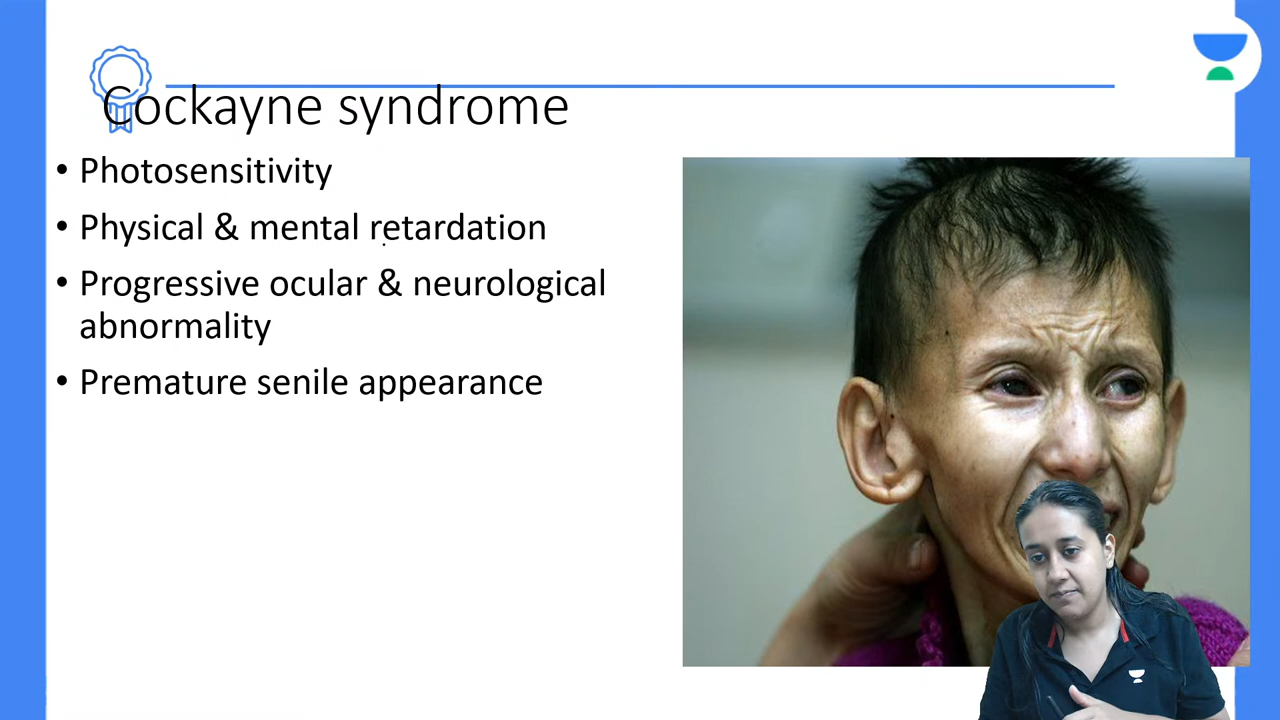 Cockayne syndrome
• Photosensitivity
• Physical & mental retardation
• Progressive ocular & neurological
abnormality
• Premature senile appearance